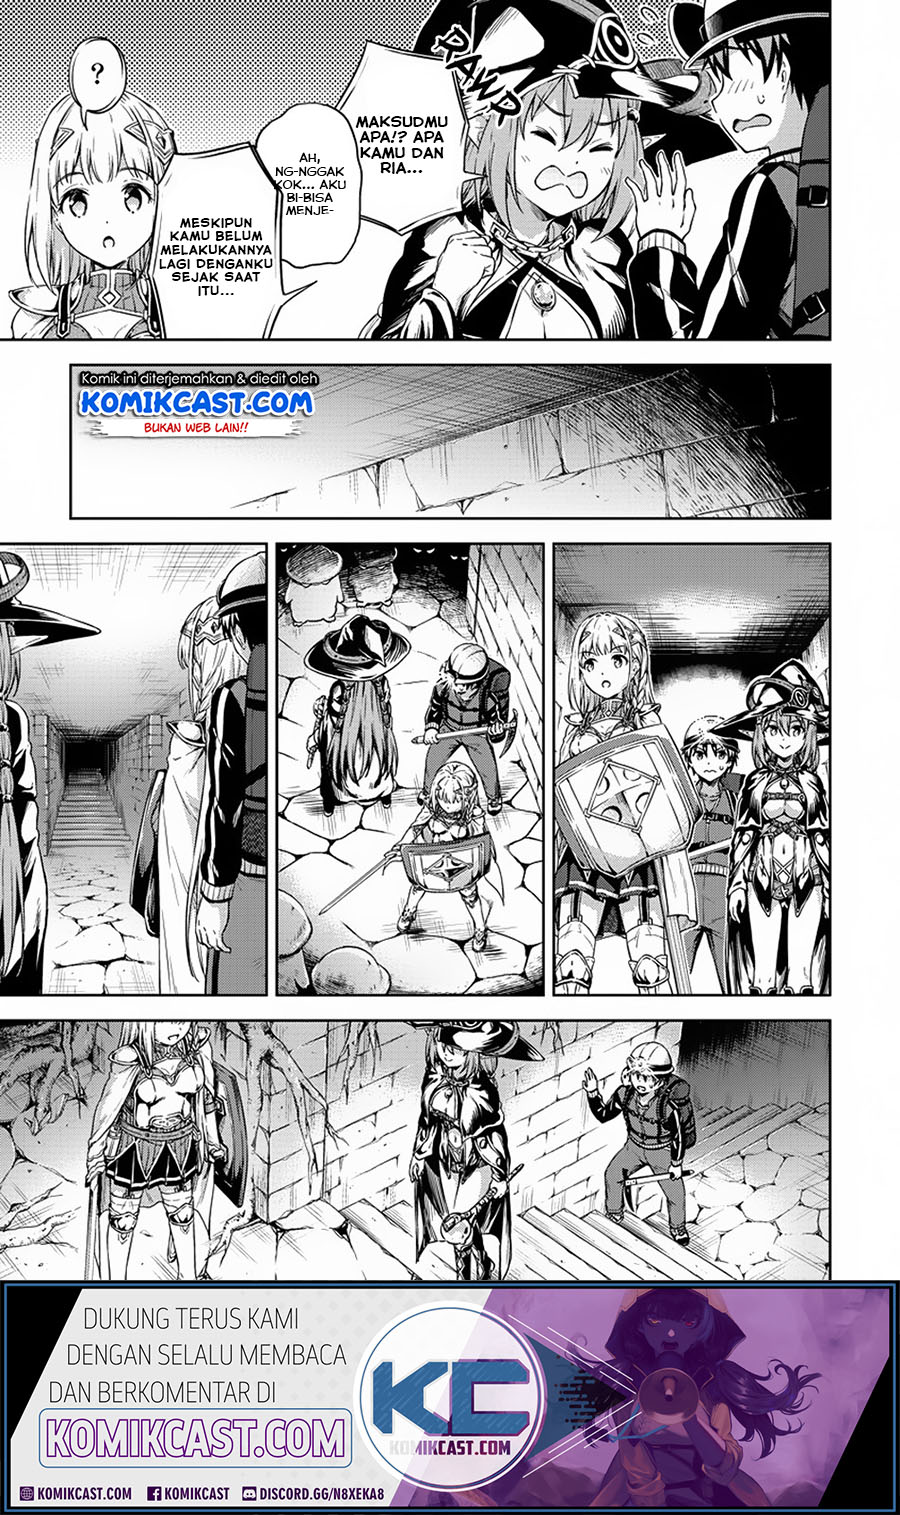 RAWR
MAKSUDMU
APA!? APA
KAMU DAN
RIA...
AH,
NG-NGGAK
KOK... AKU
BI-BISA
MENJE-
?
MESKIPUN
KAMU BELUM
MELAKUKANNYA
LAGI DENGANKU
SEJAK SAAT
ITU...
Komik ini diterjemahkan & diedit oleh
KOMIKCAST.COM
BUKAN WEB LAIN!!
DUKUNG TERUS KAMI
DENGAN SELALU MEMBACA
DAN BERKOMENTAR DI
KOMIKCAST.COM
KC
KOMIKCAST.COM
KOMIKCAST.COM KOMIKCAST DISCORD.GG/N8XEKA8